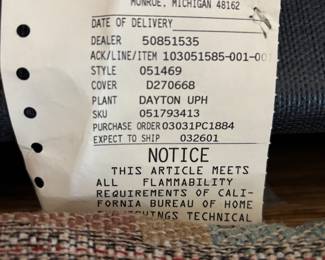 MONROE, MICHIGAN 48162
DATE OF DELIVERY
DEALER 50851535
ACK/LINE/ITEM 103051585-001-00
STYLE 051469
COVER D270668
PLANT DAYTON UPH
SKU 051793413
PURCHASE ORDER 03031PC1884
EXPECT TO SHIP 032601
NOTICE
THIS ARTICLE MEETS
ALL FLAMMABILITY
REQUIREMENTS OF CALI-
FORNIA BUREAU OF HOME
TECHNICAL